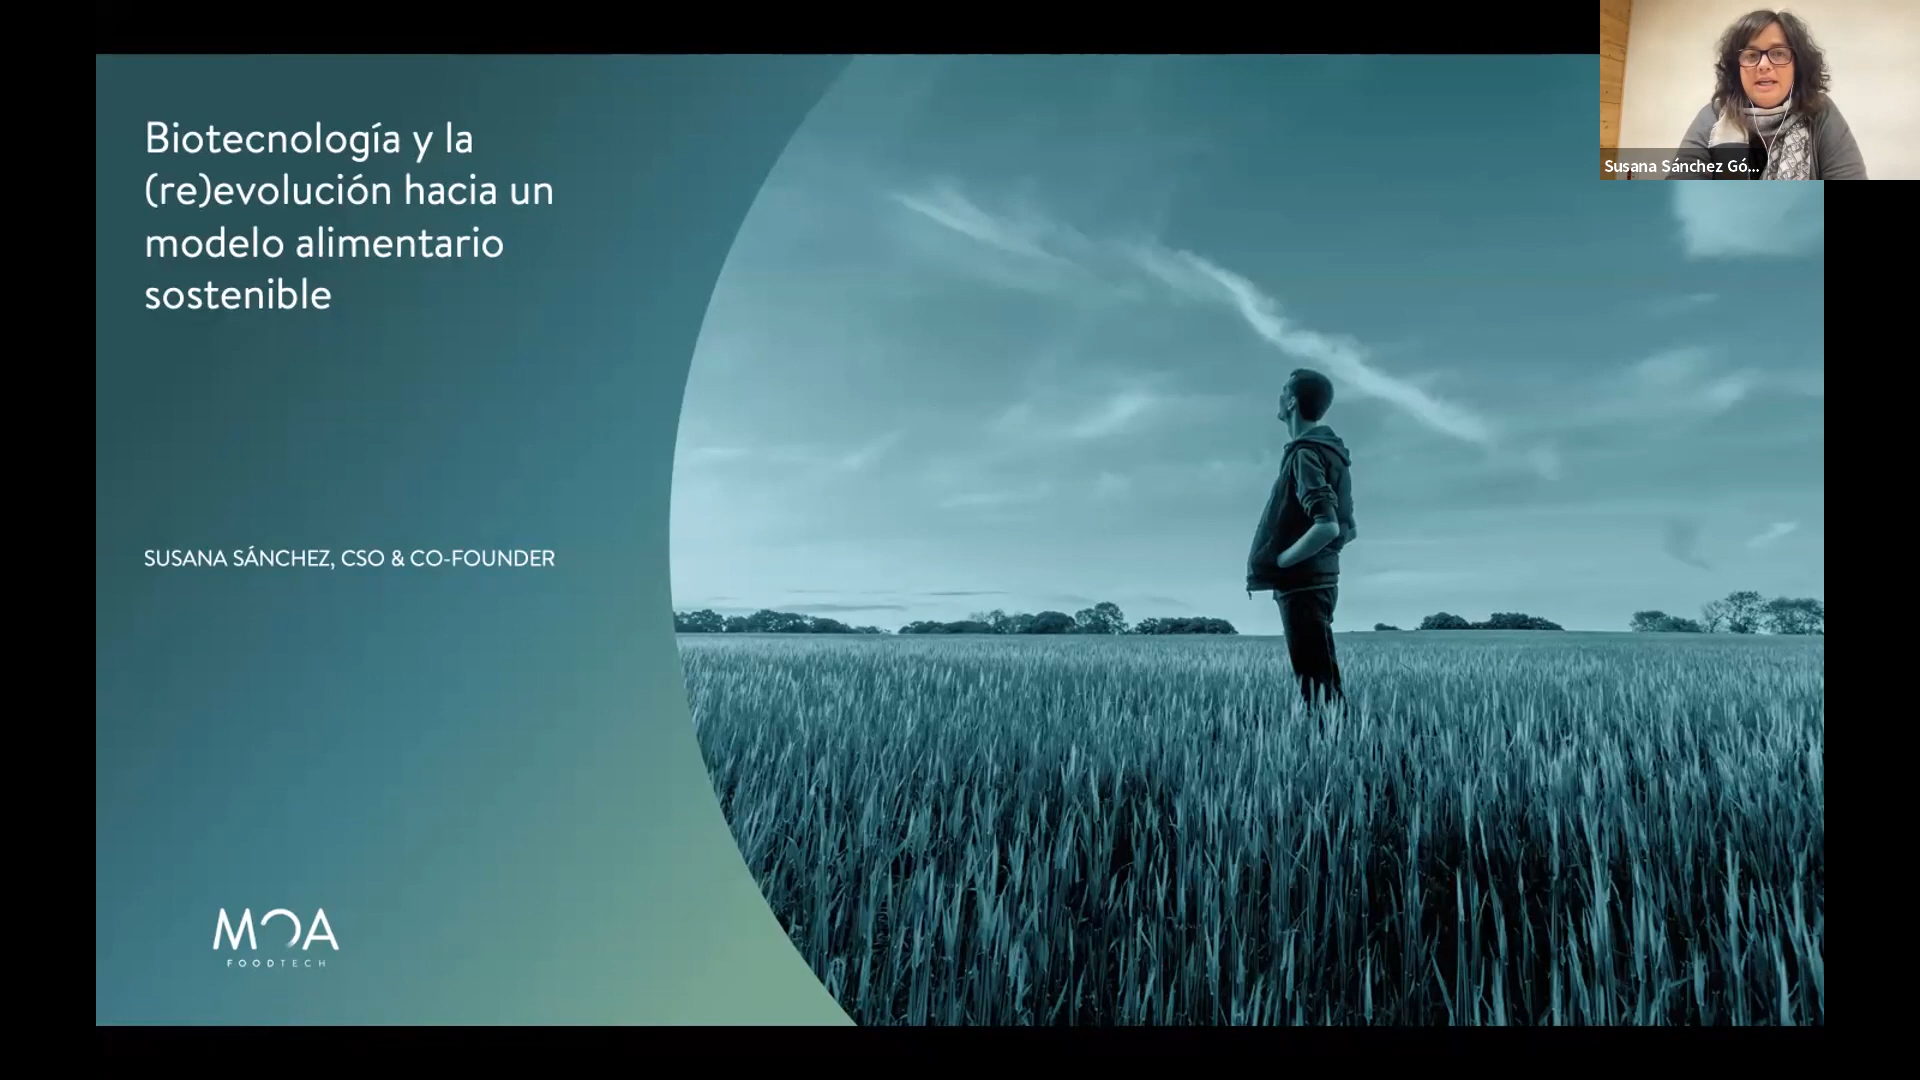 Biotecnología y la
(re)evolución hacia un
modelo alimentario
sostenible
SUSANA SÁNCHEZ, CSO & CO-FOUNDER
MOA
FOODTECH
Susana Sánchez Gó...